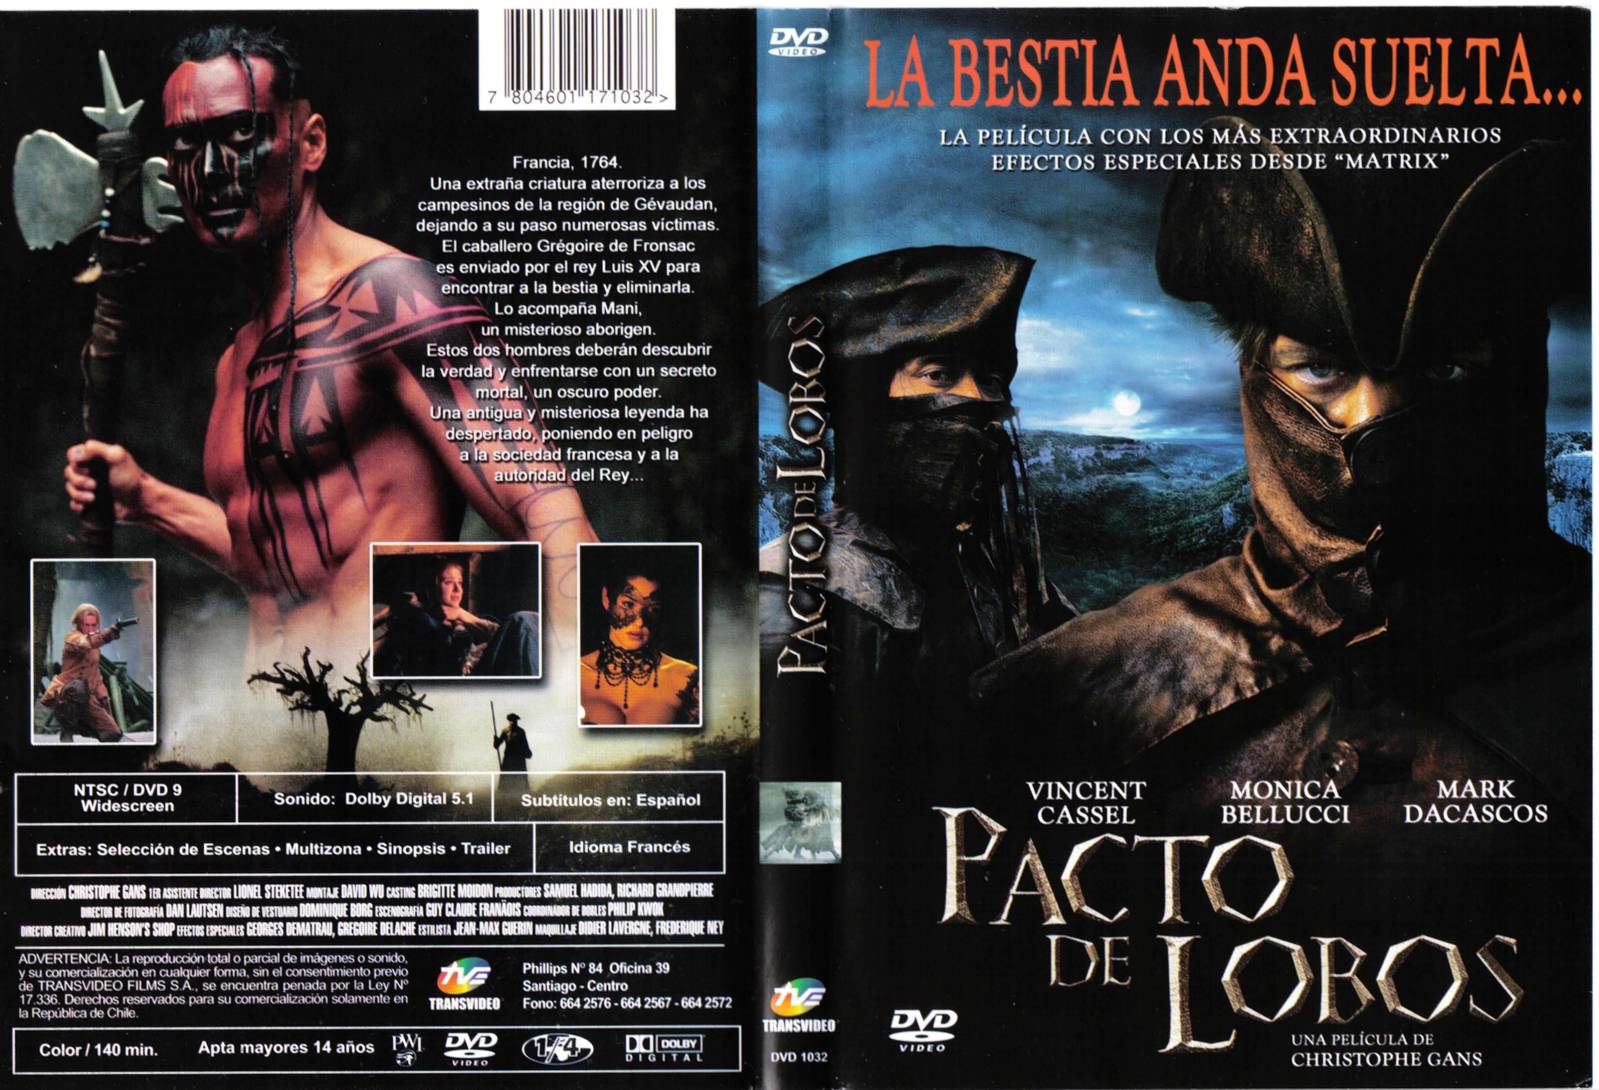 7 804601 171032 >
Francia, 1764.
Una extraña criatura aterroriza a los
campesinos de la región de Gévaudan,
dejando a su paso numerosas víctimas.
El caballero Grégoire de Fronsac
es enviado por el rey Luis XV para
encontrar a la bestia y eliminarla.
Lo acompaña Mani,
un misterioso aborigen.
Estos dos hombres deberán descubrir
la verdad y enfrentarse con un secreto
mortal, un oscuro poder.
Una antigua y misteriosa leyenda ha
despertado, poniendo en peligro
a la sociedad francesa y a la
autoridad del Rey...
NTSC / DVD 9
Widescreen
Sonido: Dolby Digital 5.1
Subtítulos en: Español
Extras: Selección de Escenas • Multizona • Sinopsis • Trailer
Idioma Francés
DIRECCIÓN CHRISTOPHE GANS 1ER ASISTENTE DIRECTOR LIONEL STEKETEE MONTAJE DAVID WU CASTING BRIGITTE MOIDON PRODUCTORES SAMUEL HADIDA, RICHARD GRANDPIERRE
DIRECTOR DE FOTOGRAFÍA DAN LAUTSEN DISEÑO DE VESTUARIO DOMINIQUE BORG ESCENOGRAFÍA GUY CLAUDE FRANÄOIS COORDINADOR DE DOBLES PHILIP KWOK
DIRECTOR CREATIVO JIM HENSON'S SHOP EFECTOS ESPECIALES GEORGES DEMATRAU, GREGOIRE DELACHE ESTILISTA JEAN-MAX GUERIN MAQUILLAJE DIDIER LAVERGNE, FREDERIQUE NEY
ADVERTENCIA: La reproducción total o parcial de imágenes o sonido,
y su comercialización en cualquier forma, sin el consentimiento previo
de TRANSVIDEO FILMS S.A., se encuentra penada por la Ley Nº
17.336. Derechos reservados para su comercialización solamente en
la República de Chile.
TVE
TRANSVIDEO
Phillips Nº 84 Oficina 39
Santiago - Centro
Fono: 664 2576 - 664 2567 - 664 2572
Color / 140 min.
Apta mayores 14 años
PWI
DVD
VIDEO
1/4
DOLBY
DIGITAL
DVD
VIDEO
PACTO DE LOBOS
TVE
TRANSVIDEO
DVD 1032
LA BESTIA ANDA SUELTA...
LA PELÍCULA CON LOS MÁS EXTRAORDINARIOS
EFECTOS ESPECIALES DESDE “MATRIX”
VINCENT
CASSEL
MONICA
BELLUCCI
MARK
DACASCOS
PACTO
DE LOBOS
UNA PELÍCULA DE
CHRISTOPHE GANS
DVD
VIDEO